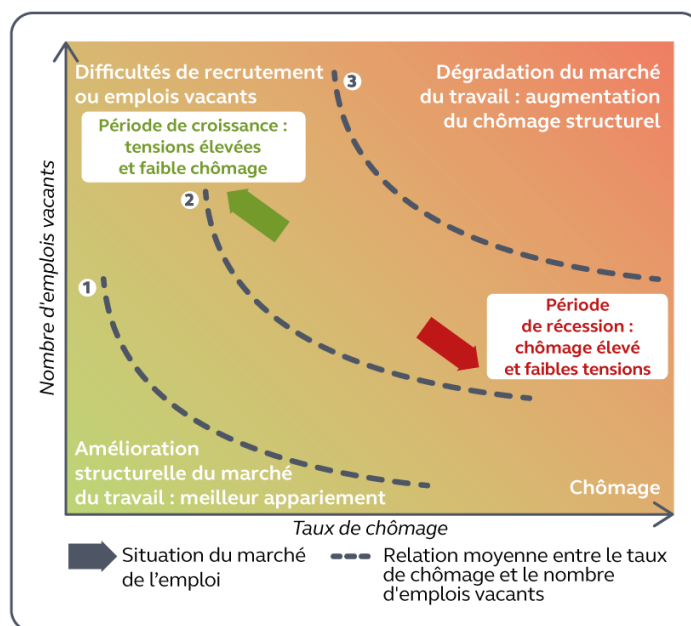 Difficultés de recrutement
ou emplois vacants
3
Dégradation du marché
du travail : augmentation
du chômage structurel
Période de croissance :
tensions élevées
et faible chômage
2
1
Nombre d'emplois vacants
Période
de récession :
chômage élevé
et faibles tensions
Amélioration
structurelle du marché
du travail : meilleur appariement
Chômage
Taux de chômage
Situation du marché
de l'emploi
Relation moyenne entre le taux
de chômage et le nombre
d'emplois vacants